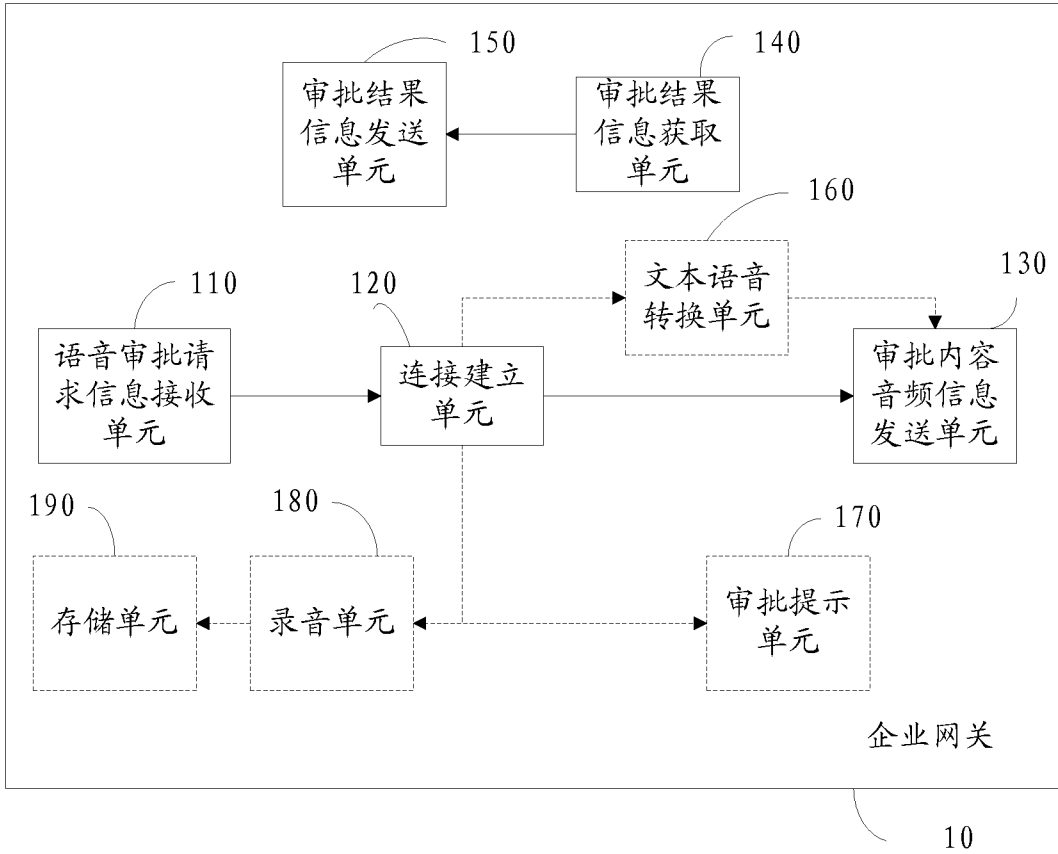 150
140
审批结果
信息发送
单元
审批结果
信息获取
单元
160
110
120
文本语音
转换单元
130
语音审批请
求信息接收
单元
连接建立
单元
审批内容
音频信息
发送单元
190
180
170
存储单元
录音单元
审批提示
单元
企业网关
10